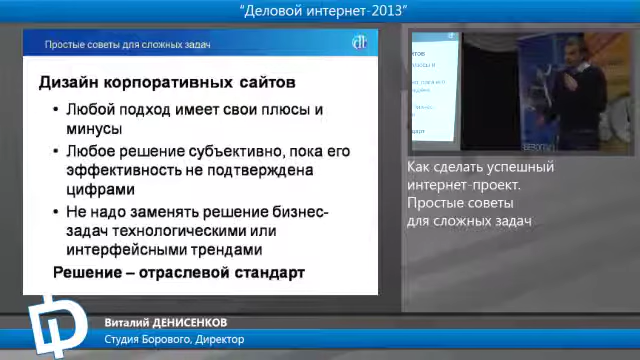 "Деловой интернет-2013"
Простые советы для сложных задач
Дизайн корпоративных сайтов
• Любой подход имеет свои плюсы и
минусы
• Любое решение субъективно, пока его
эффективность не подтверждена
цифрами
• Не надо заменять решение бизнес-
задач технологическими или
интерфейсными трендами
Решение – отраслевой стандарт
Как сделать успешный
интернет-проект.
Простые советы
для сложных задач
Виталий ДЕНИСЕНКОВ
Студия Борового, Директор